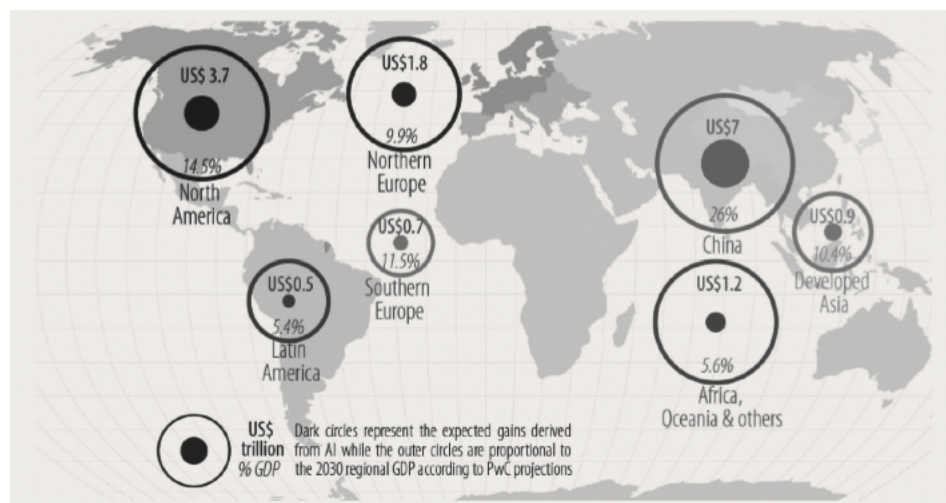 US$ 3.7
14.5%
North
America
US$1.8
9.9%
Northern
Europe
US$0.7
11.5%
Southern
Europe
US$0.5
5.4%
Latin
America
US$7
26%
China
US$0.9
10.4%
Developed
Asia
US$1.2
5.6%
Africa,
Oceania & others
US$
trillion
% GDP
Dark circles represent the expected gains derived
from AI while the outer circles are proportional to
the 2030 regional GDP according to PwC projections